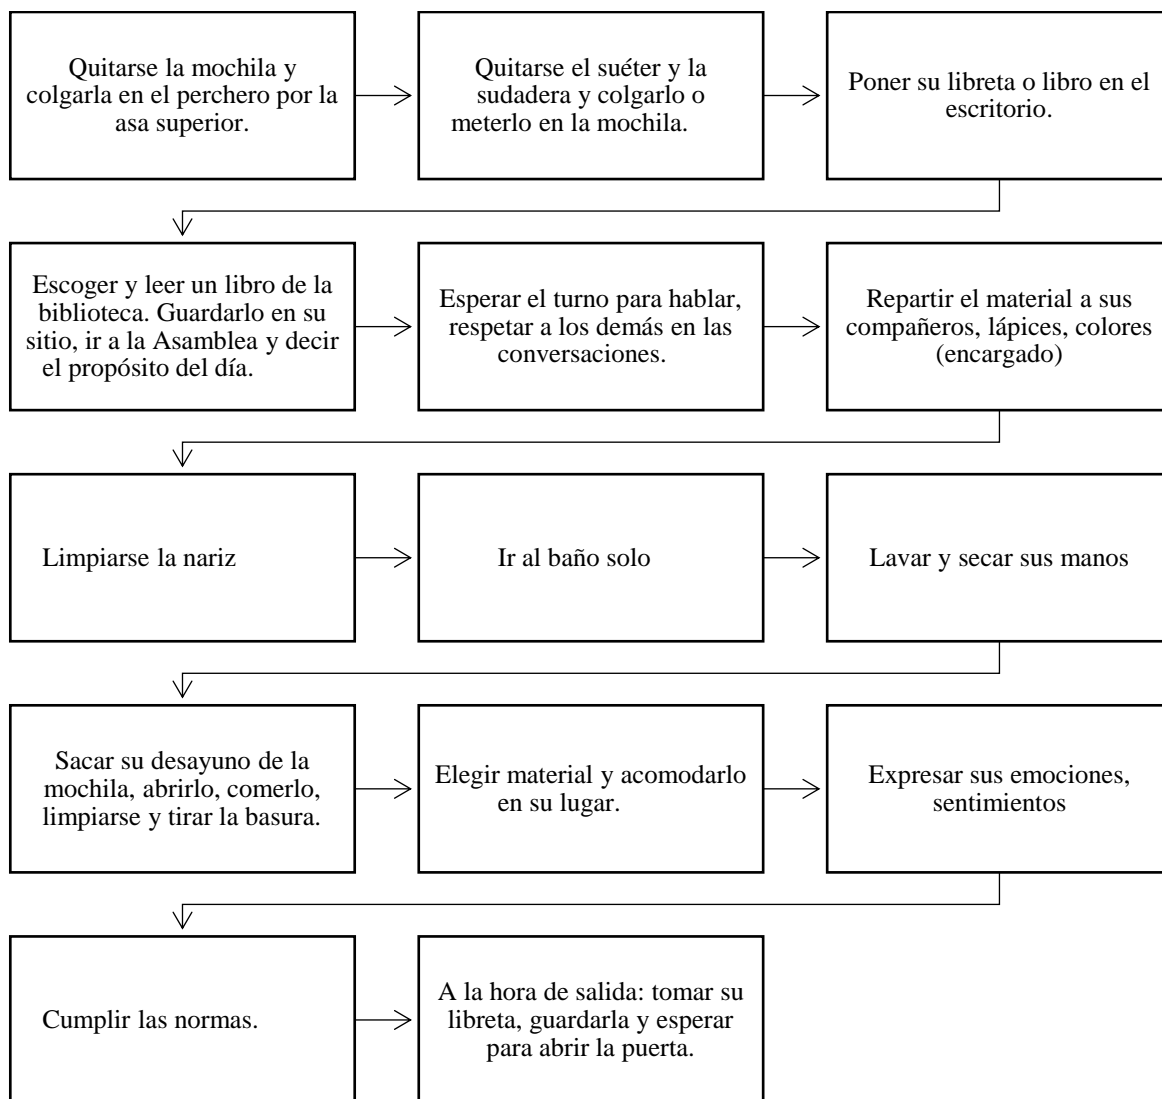 Quitarse la mochila y
colgarla en el perchero por la
asa superior.
Quitarse el suéter y la
sudadera y colgarlo o
meterlo en la mochila.
Poner su libreta o libro en el
escritorio.
Escoger y leer un libro de la
biblioteca. Guardarlo en su
sitio, ir a la Asamblea y decir
el propósito del día.
Esperar el turno para hablar,
respetar a los demás en las
conversaciones.
Repartir el material a sus
compañeros, lápices, colores
(encargado)
Limpiarse la nariz
Ir al baño solo
Lavar y secar sus manos
Sacar su desayuno de la
mochila, abrirlo, comerlo,
limpiarse y tirar la basura.
Elegir material y acomodarlo
en su lugar.
Expresar sus emociones,
sentimientos
Cumplir las normas.
A la hora de salida: tomar su
libreta, guardarla y esperar
para abrir la puerta.